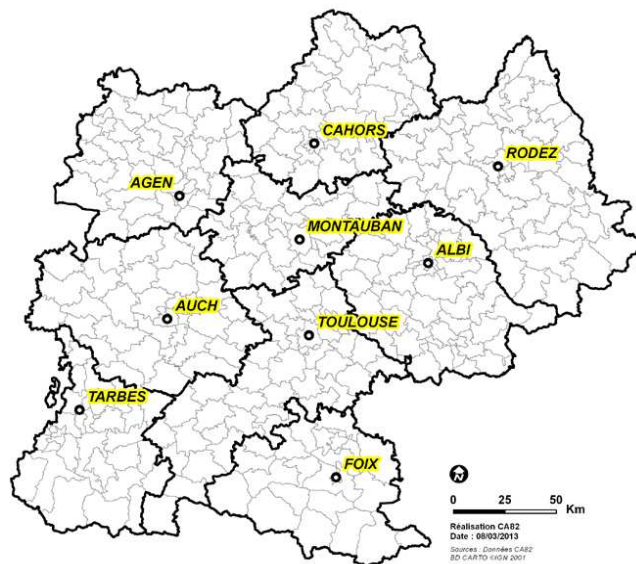 CAHORS
RODEZ
AGEN
MONTAUBAN
ALBI
AUCH
TOULOUSE
TARBES
FOIX
N
0 25 50 Km
Réalisation CA82
Date : 08/03/2013
Sources : Données CA82
BD CARTO ©IGN 2001